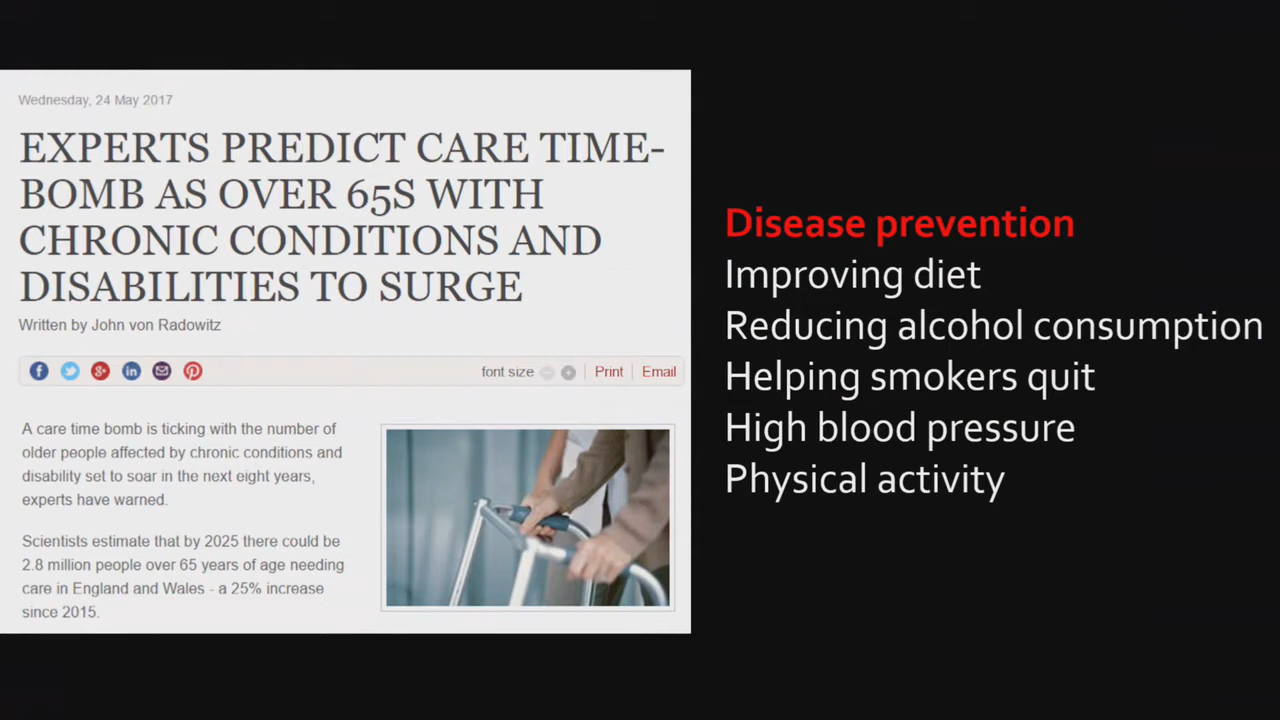 Wednesday, 24 May 2017
EXPERTS PREDICT CARE TIME-
BOMB AS OVER 65S WITH
CHRONIC CONDITIONS AND
DISABILITIES TO SURGE
Written by John von Radowitz
font size
Print
Email
A care time bomb is ticking with the number of
older people affected by chronic conditions and
disability set to soar in the next eight years,
experts have warned.
Scientists estimate that by 2025 there could be
2.8 million people over 65 years of age needing
care in England and Wales - a 25% increase
since 2015.
Disease prevention
Improving diet
Reducing alcohol consumption
Helping smokers quit
High blood pressure
Physical activity